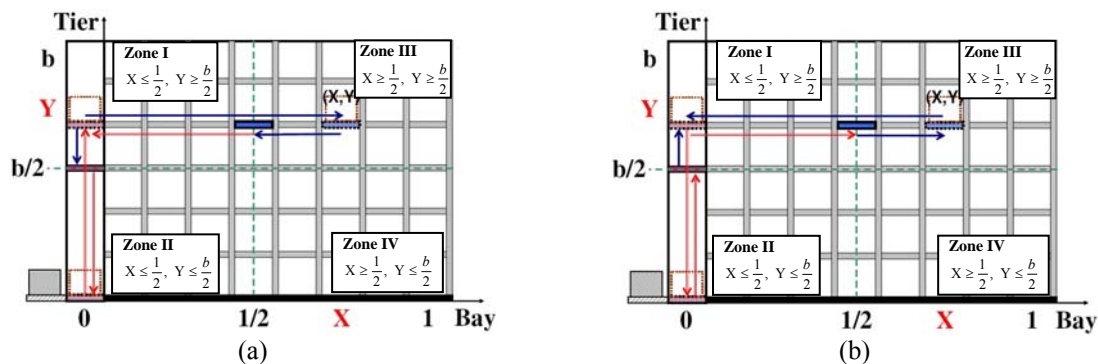 Tier
b
Zone I
X ≤ 1/2, Y ≥ b/2
Zone III
X ≥ 1/2, Y ≥ b/2
Y
(X,Y)
b/2
Zone II
X ≤ 1/2, Y ≤ b/2
Zone IV
X ≥ 1/2, Y ≤ b/2
0
1/2
X
1
Bay
(a)
Tier
b
Zone I
X ≤ 1/2, Y ≥ b/2
Zone III
X ≥ 1/2, Y ≥ b/2
Y
(X,Y)
b/2
Zone II
X ≤ 1/2, Y ≤ b/2
Zone IV
X ≥ 1/2, Y ≤ b/2
0
1/2
X
1
Bay
(b)